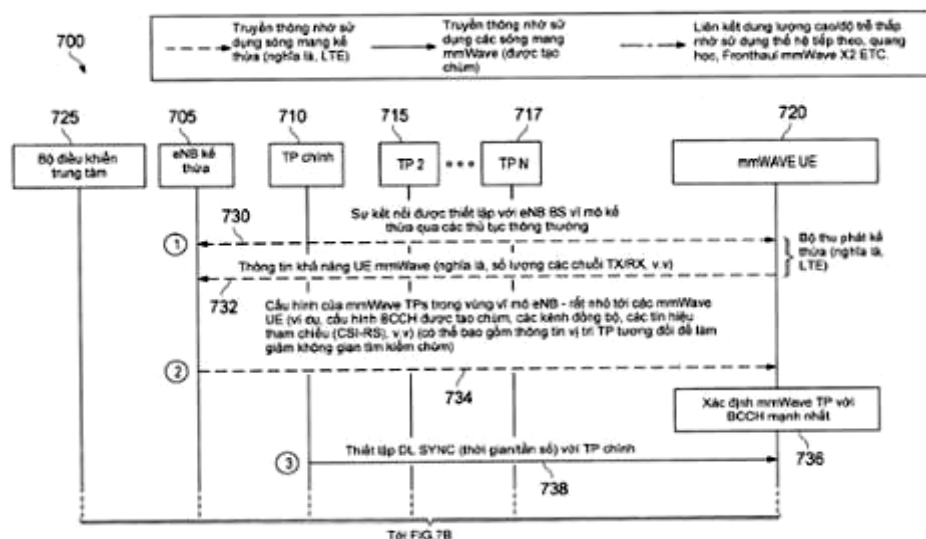 700
Truyền thông nhờ sử
dụng sóng mang kế
thừa (nghĩa là, LTE)
Truyền thông nhờ sử
dụng các sóng mang
mmWave (được tạo
chùm)
Liên kết dung lượng cao/độ trễ thấp
nhờ sử dụng thế hệ tiếp theo, quang
học, Fronthaul mmWave X2 ETC.
725
705
710
715
717
720
Bộ điều khiển
trung tâm
eNB kế
thừa
TP chính
TP 2
TP N
mmWAVE UE
Sự kết nối được thiết lập với eNB BS vĩ mô kế
thừa qua các thủ tục thông thường
730
1
Bộ thu phát kế
thừa (nghĩa là,
LTE)
Thông tin khả năng UE mmWave (nghĩa là, số lượng các chuỗi TX/RX, v.v)
732
Cấu hình của mmWave TPs trong vùng vĩ mô eNB - rất nhỏ tới các mmWave
UE (ví dụ, cấu hình BCCH được tạo chùm, các kênh đồng bộ, các tín hiệu
tham chiếu (CSI-RS), v,v) (có thể bao gồm thông tin vị trí TP tương đối để làm
giảm không gian tìm kiếm chùm)
2
734
Xác định mmWave TP với
BCCH mạnh nhất
736
Thiết lập DL SYNC (thời gian/tần số) với TP chính
3
738
Tới FIG.7B